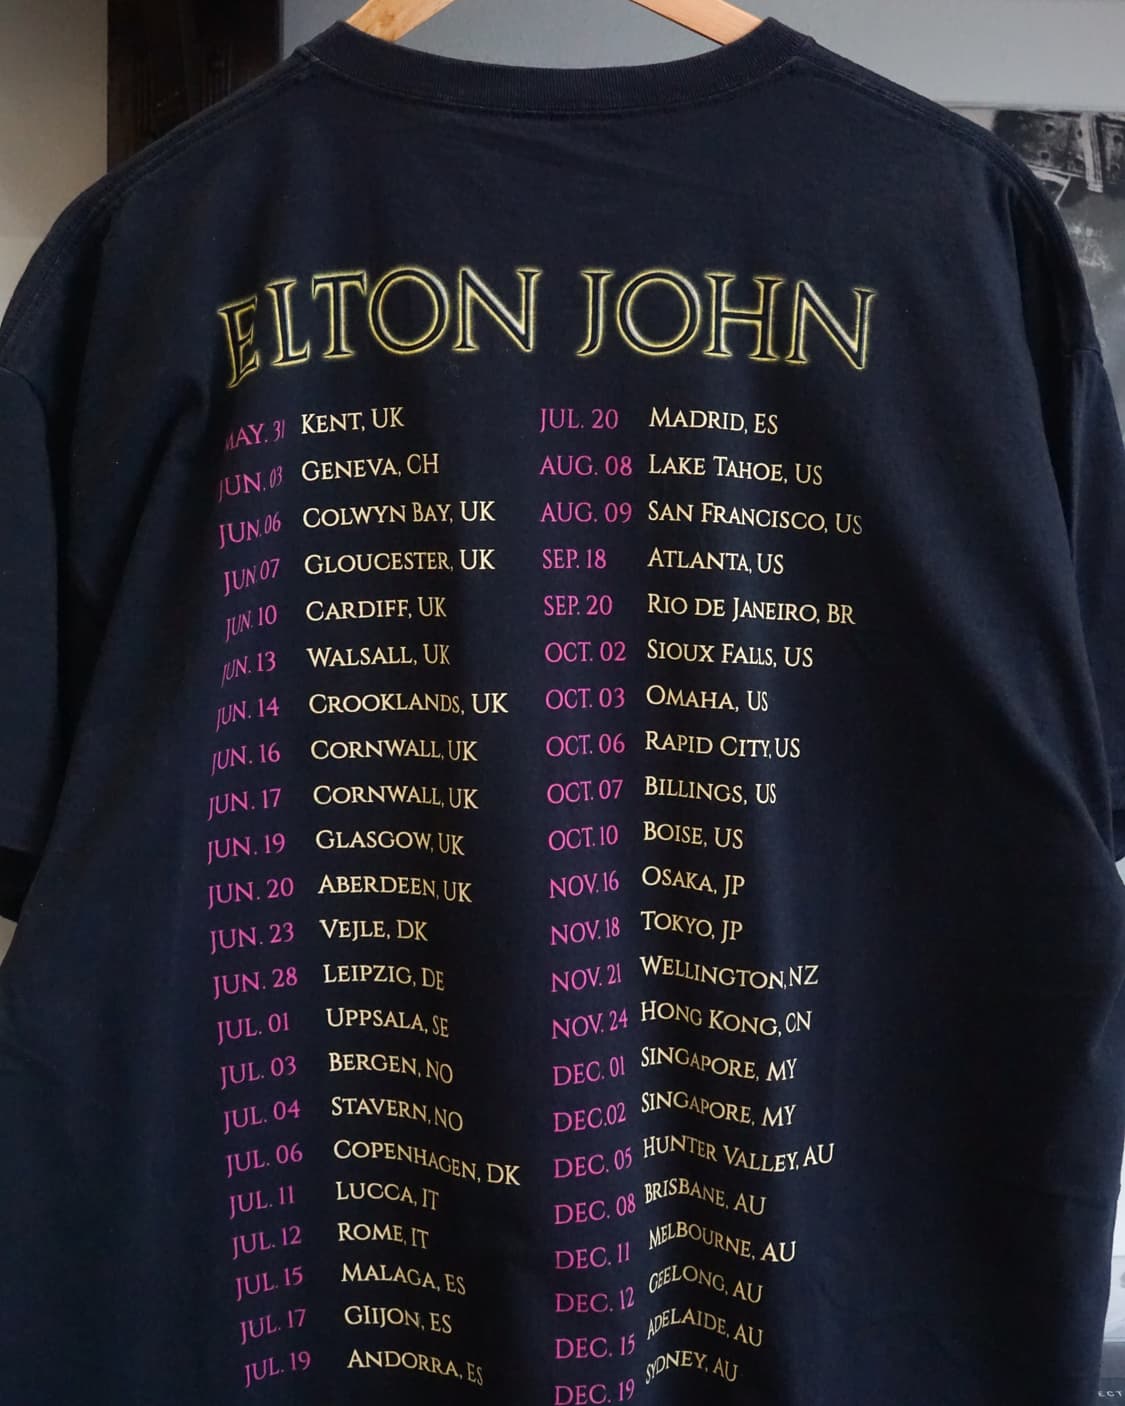 ELTON JOHN
MAY. 31 KENT, UK
JUN. 03 GENEVA, CH
JUN. 06 COLWYN BAY, UK
JUN. 07 GLOUCESTER, UK
JUN. 10 CARDIFF, UK
JUN. 13 WALSALL, UK
JUN. 14 CROOKLANDS, UK
JUN. 16 CORNWALL, UK
JUN. 17 CORNWALL, UK
JUN. 19 GLASGOW, UK
JUN. 20 ABERDEEN, UK
JUN. 23 VEJLE, DK
JUN. 28 LEIPZIG, DE
JUL. 01 UPPSALA, SE
JUL. 03 BERGEN, NO
JUL. 04 STAVERN, NO
JUL. 06 COPENHAGEN, DK
JUL. 11 LUCCA, IT
JUL. 12 ROME, IT
JUL. 15 MALAGA, ES
JUL. 17 GIIJON, ES
JUL. 19 ANDORRA, ES
JUL. 20 MADRID, ES
AUG. 08 LAKE TAHOE, US
AUG. 09 SAN FRANCISCO, US
SEP. 18 ATLANTA, US
SEP. 20 RIO DE JANEIRO, BR
OCT. 02 SIOUX FALLS, US
OCT. 03 OMAHA, US
OCT. 06 RAPID CITY, US
OCT. 07 BILLINGS, US
OCT. 10 BOISE, US
NOV. 16 OSAKA, JP
NOV. 18 TOKYO, JP
NOV. 21 WELLINGTON, NZ
NOV. 24 HONG KONG, CN
DEC. 01 SINGAPORE, MY
DEC. 02 SINGAPORE, MY
DEC. 05 HUNTER VALLEY, AU
DEC. 08 BRISBANE, AU
DEC. 11 MELBOURNE, AU
DEC. 12 GEELONG, AU
DEC. 15 ADELAIDE, AU
DEC. 19 SYDNEY, AU